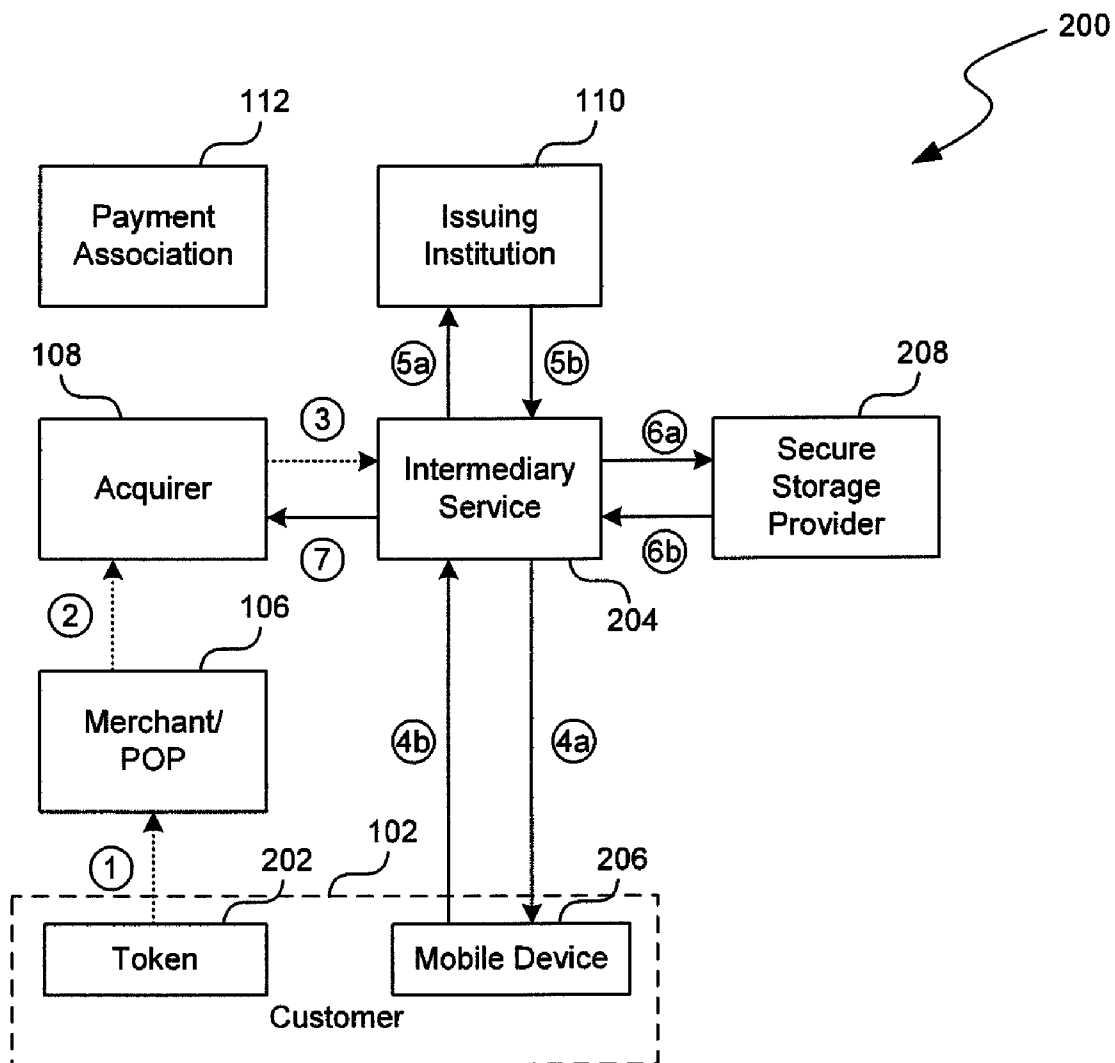 200
112
110
Payment
Association
Issuing
Institution
108
5a
5b
208
Acquirer
3
7
Intermediary
Service
6a
6b
Secure
Storage
Provider
204
2
106
Merchant/
POP
4b
4a
1
202
102
206
Token
Mobile Device
Customer